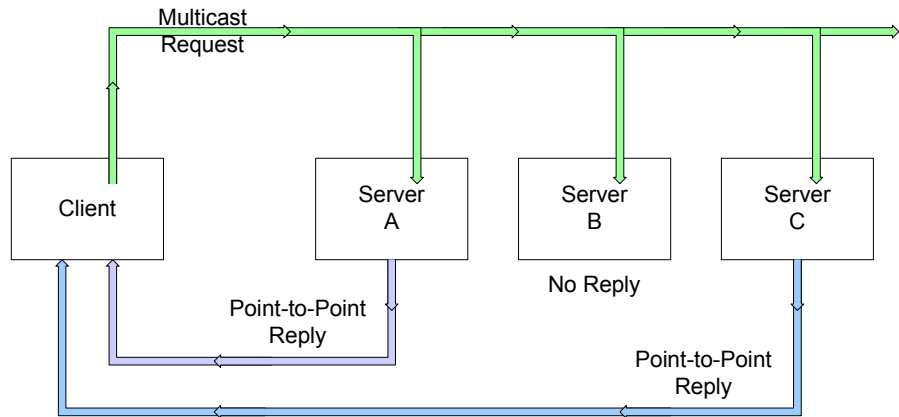 Multicast
Request
Client
Server
A
Server
B
Server
C
No Reply
Point-to-Point
Reply
Point-to-Point
Reply